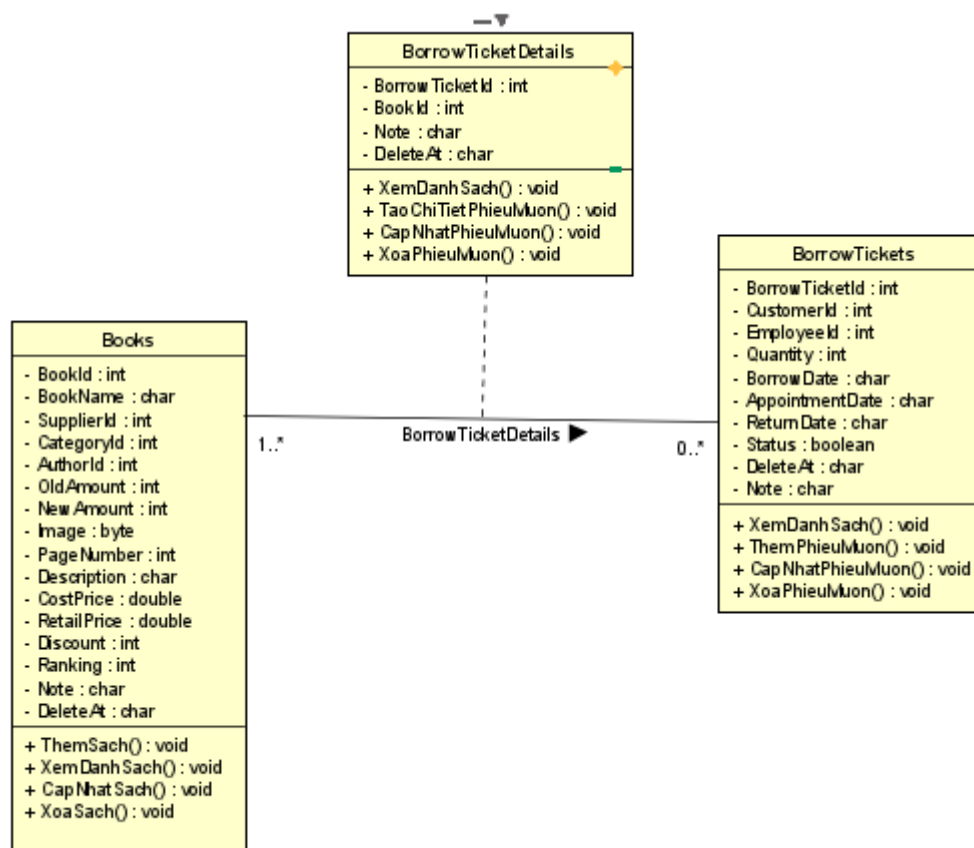 BorrowTicketDetails
- BorrowTicketId : int
- BookId : int
- Note : char
- DeleteAt : char
+ XemDanhSach() : void
+ TaoChiTietPhieuMuon() : void
+ CapNhatPhieuMuon() : void
+ XoaPhieuMuon() : void
BorrowTickets
- BorrowTicketId : int
- CustomerId : int
- EmployeeId : int
- Quantity : int
- BorrowDate : char
- AppointmentDate : char
- ReturnDate : char
- Status : boolean
- DeleteAt : char
- Note : char
+ XemDanhSach() : void
+ ThemPhieuMuon() : void
+ CapNhatPhieuMuon() : void
+ XoaPhieuMuon() : void
Books
- BookId : int
- BookName : char
- SupplierId : int
- CategoryId : int
- AuthorId : int
- OldAmount : int
- NewAmount : int
- Image : byte
- PageNumber : int
- Description : char
- CostPrice : double
- RetailPrice : double
- Discount : int
- Ranking : int
- Note : char
- DeleteAt : char
+ ThemSach() : void
+ XemDanhSach() : void
+ CapNhatSach() : void
+ XoaSach() : void
1..*
BorrowTicketDetails
0..*